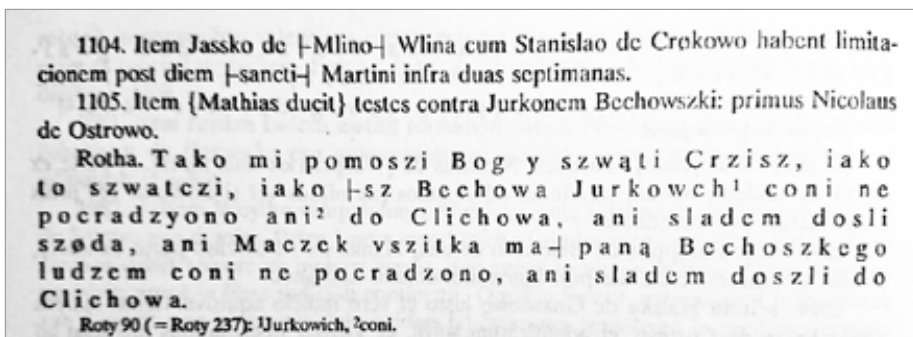 1104. Item Jassko de ⊢Mlino⊣ Wlina cum Stanislao de Crokowo habent limita-
cionem post diem ⊢sancti⊣ Martini infra duas septimanas.
1105. Item {Mathias ducit} testes contra Jurkonem Bechowszki: primus Nicolaus
de Ostrowo.
Rotha. Tako mi pomoszi Bog y szwąti Crzisz, iako
to szwatczi, iako ⊢sz Bechowa Jurkowch¹ coni ne
pocradzyono ani² do Clichowa, ani sladem dosli
szøda, ani Maczek vszitka ma⊣ paną Bechoszkego
ludzem coni ne pocradzono, ani sladem doszli do
Clichowa.
Roty 90 (= Roty 237): ¹Jurkowich, ²coni.